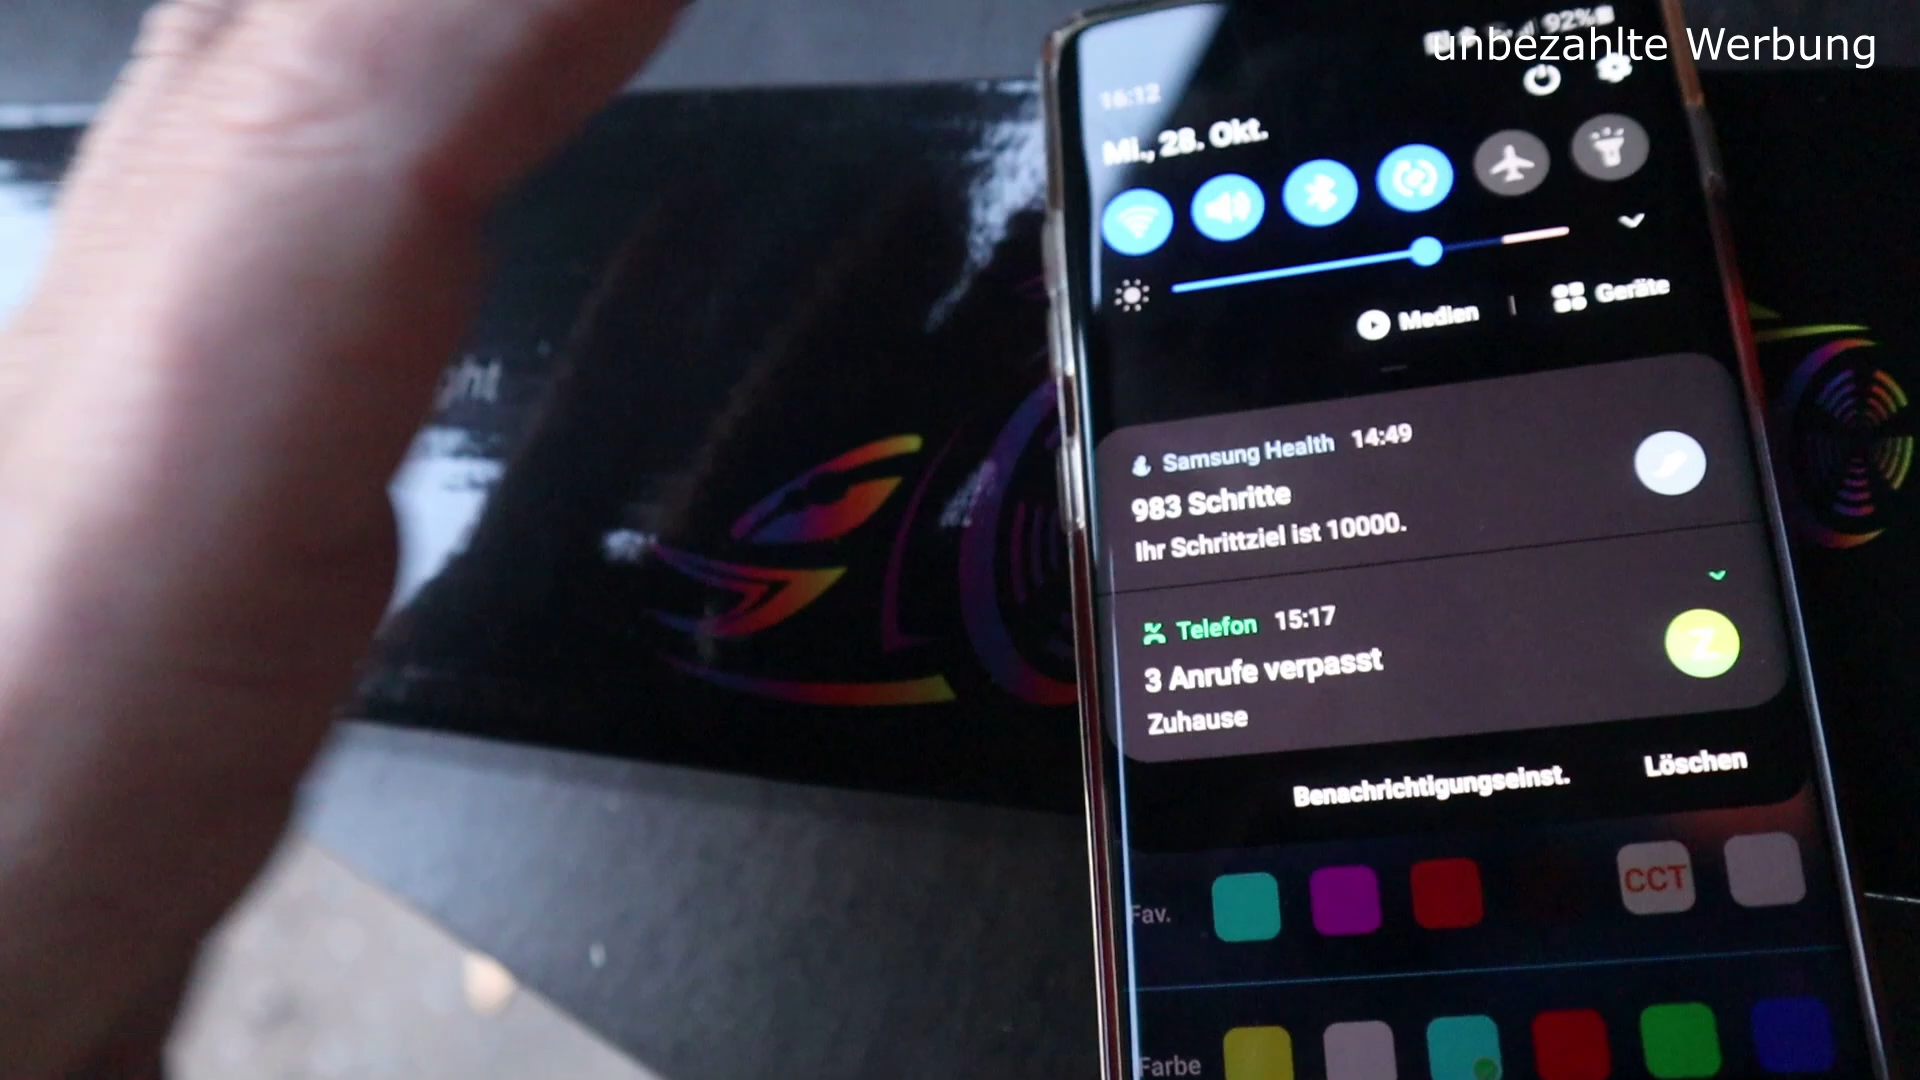 unbezahlte Werbung
92%
16:12
Mi., 28. Okt.
Medien | Geräte
Samsung Health 14:49
983 Schritte
Ihr Schrittziel ist 10000.
Telefon 15:17
Z
3 Anrufe verpasst
Zuhause
Benachrichtigungseinst. Löschen
Fav. CCT
Farbe